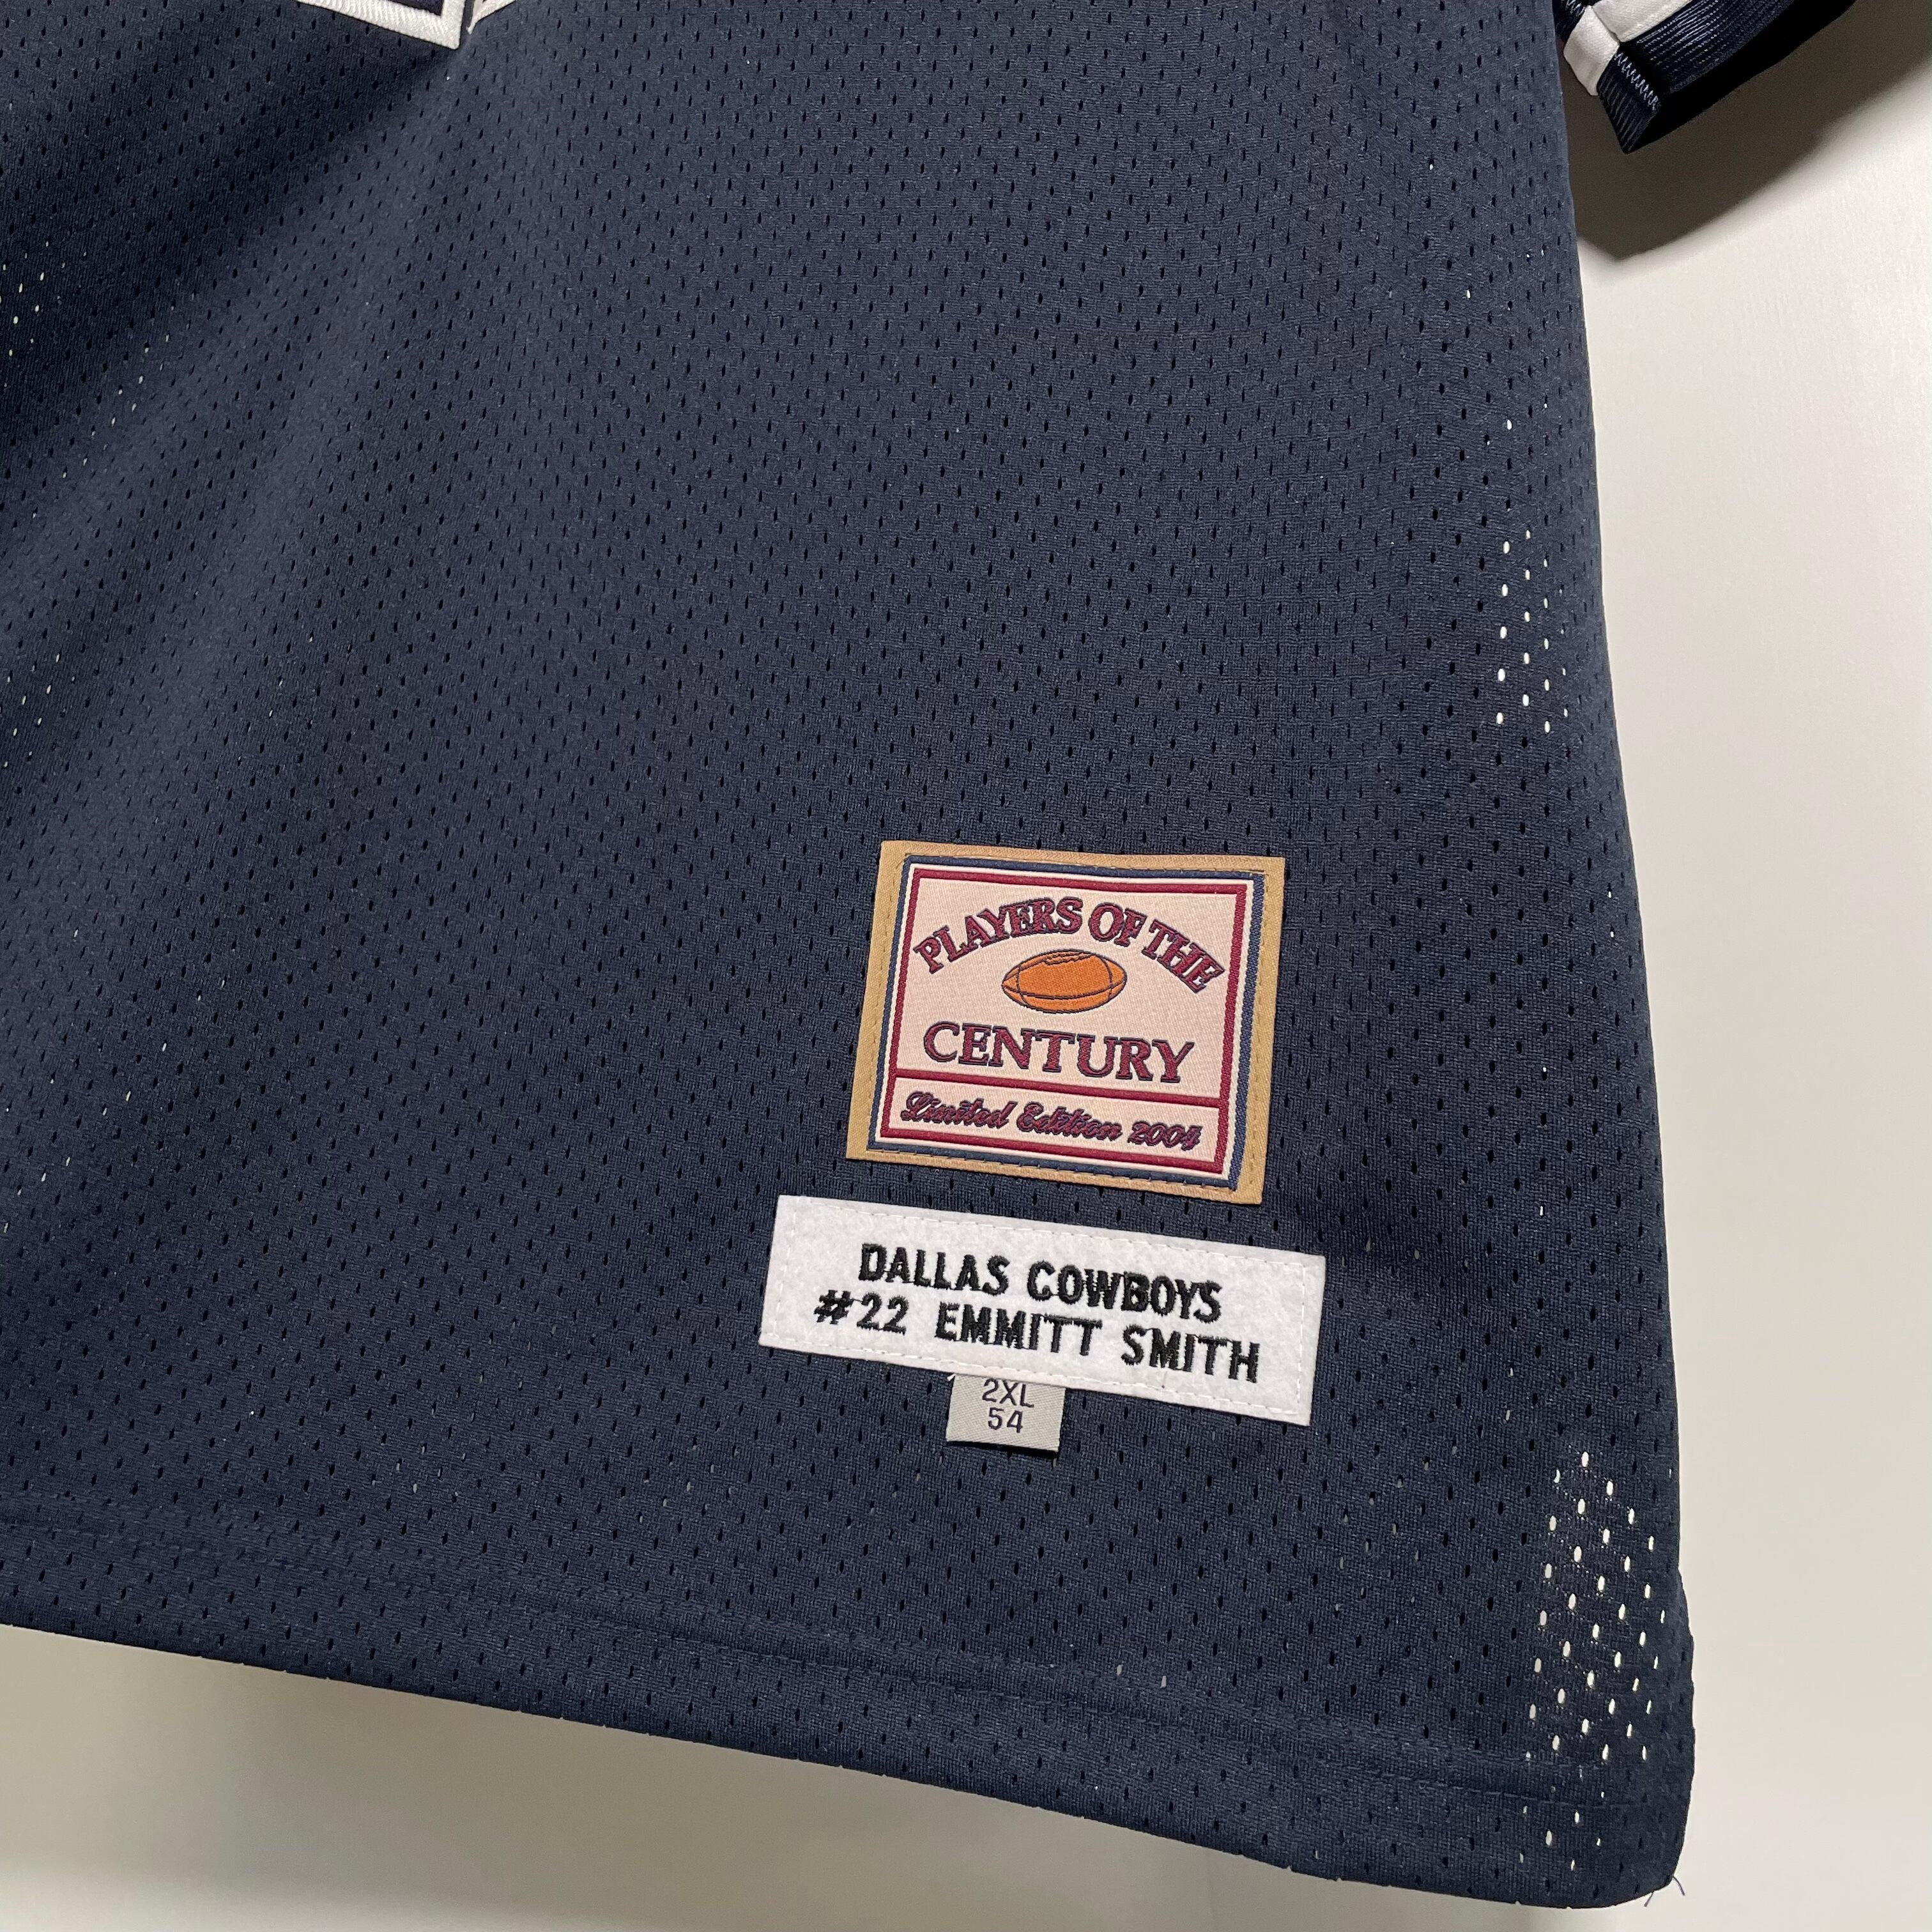 PLAYERS OF THE
CENTURY
Limited Edition 2004
DALLAS COWBOYS
#22 EMMITT SMITH
2XL
54